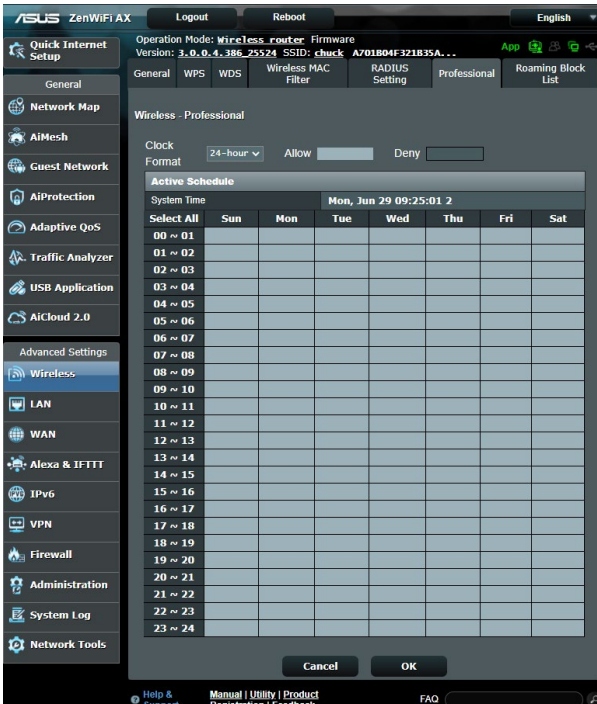 ASUS ZenWiFi AX Logout Reboot English
Quick Internet Setup
General
Network Map
AiMesh
Guest Network
AiProtection
Adaptive QoS
Traffic Analyzer
USB Application
AiCloud 2.0
Advanced Settings
Wireless
LAN
WAN
Alexa & IFTTT
IPv6
VPN
Firewall
Administration
System Log
Network Tools
Operation Mode: Wireless router Firmware
Version: 3.0.0.4.386_25524 SSID: chuck A701B04F321B35A...
App
General WPS WDS Wireless MAC Filter RADIUS Setting Professional Roaming Block List
Wireless - Professional
Clock Format 24-hour Allow Deny
Active Schedule
System Time Mon, Jun 29 09:25:01 2
Select All Sun Mon Tue Wed Thu Fri Sat
00 ~ 01
01 ~ 02
02 ~ 03
03 ~ 04
04 ~ 05
05 ~ 06
06 ~ 07
07 ~ 08
08 ~ 09
09 ~ 10
10 ~ 11
11 ~ 12
12 ~ 13
13 ~ 14
14 ~ 15
15 ~ 16
16 ~ 17
17 ~ 18
18 ~ 19
19 ~ 20
20 ~ 21
21 ~ 22
22 ~ 23
23 ~ 24
Cancel OK
Help & Manual | Utility | Product
FAQ